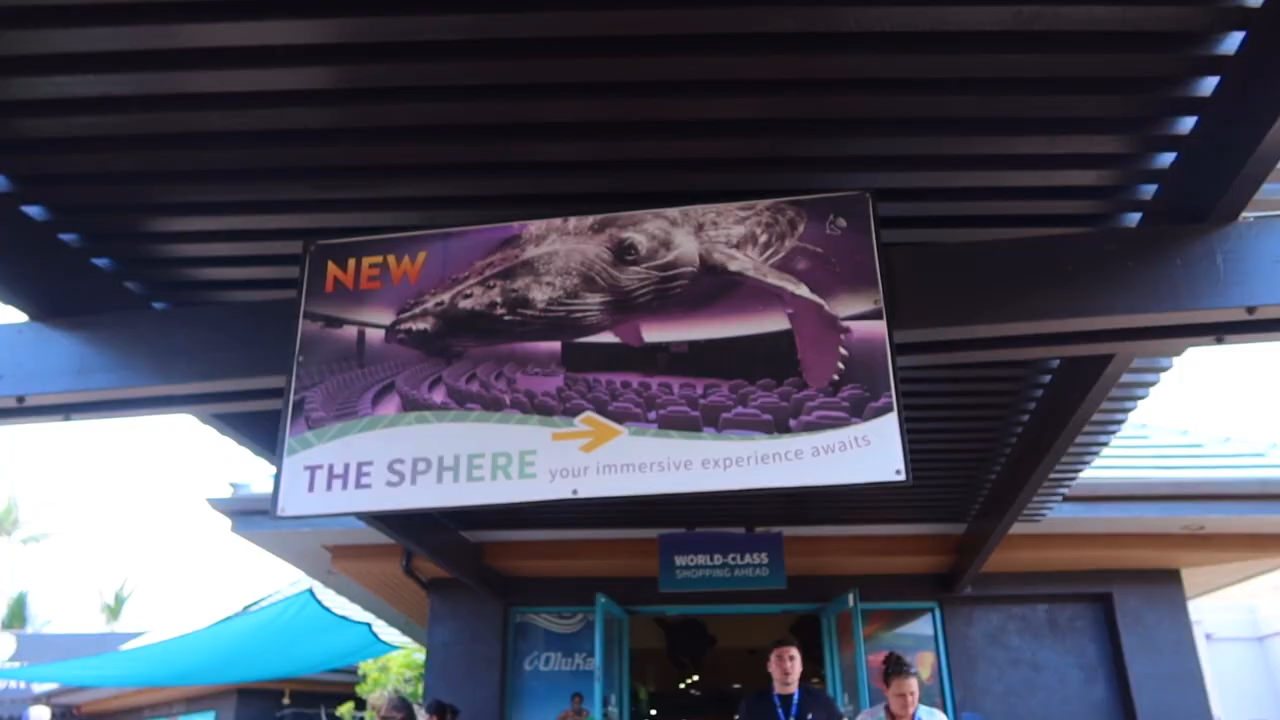 NEW
THE SPHERE your immersive experience awaits
WORLD-CLASS
SHOPPING AHEAD
OluKai